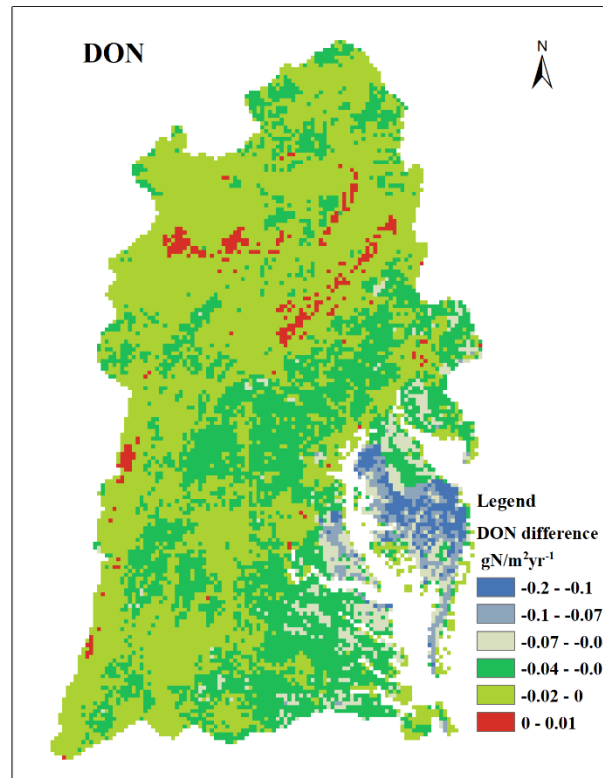 DON
N
Legend
DON difference
gN/m²yr⁻¹
-0.2 - -0.1
-0.1 - -0.07
-0.07 - -0.0
-0.04 - -0.0
-0.02 - 0
0 - 0.01